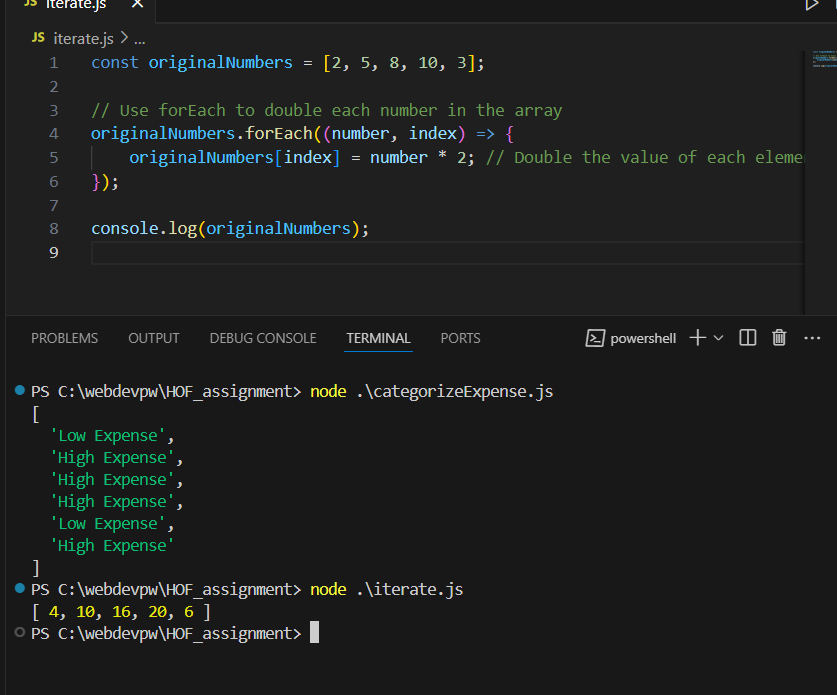 JS iterate.js ×
JS iterate.js > ...
1 const originalNumbers = [2, 5, 8, 10, 3];
2
3 // Use forEach to double each number in the array
4 originalNumbers.forEach((number, index) => {
5 originalNumbers[index] = number * 2; // Double the value of each eleme
6 });
7
8 console.log(originalNumbers);
9
PROBLEMS OUTPUT DEBUG CONSOLE TERMINAL PORTS powershell
PS C:\webdevpw\HOF_assignment> node .\categorizeExpense.js
[
'Low Expense',
'High Expense',
'High Expense',
'High Expense',
'Low Expense',
'High Expense'
]
PS C:\webdevpw\HOF_assignment> node .\iterate.js
[ 4, 10, 16, 20, 6 ]
PS C:\webdevpw\HOF_assignment>